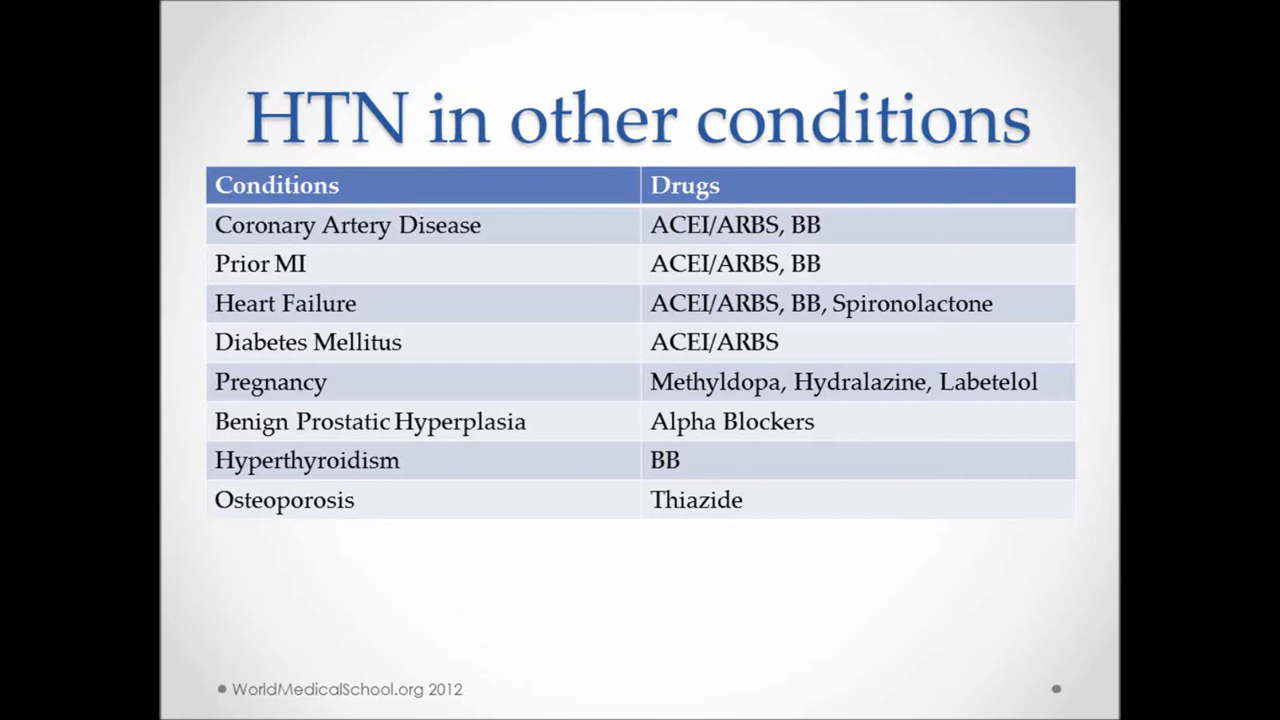 HTN in other conditions
Conditions Drugs
Coronary Artery Disease ACEI/ARBS, BB
Prior MI ACEI/ARBS, BB
Heart Failure ACEI/ARBS, BB, Spironolactone
Diabetes Mellitus ACEI/ARBS
Pregnancy Methyldopa, Hydralazine, Labetelol
Benign Prostatic Hyperplasia Alpha Blockers
Hyperthyroidism BB
Osteoporosis Thiazide
WorldMedicalSchool.org 2012